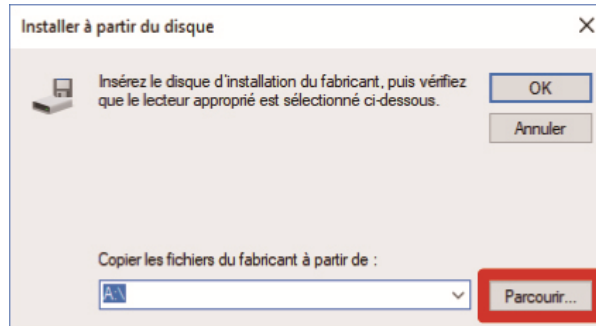 Installer à partir du disque
Insérez le disque d'installation du fabricant, puis vérifiez
que le lecteur approprié est sélectionné ci-dessous.
OK
Annuler
Copier les fichiers du fabricant à partir de :
A:\
Parcourir...